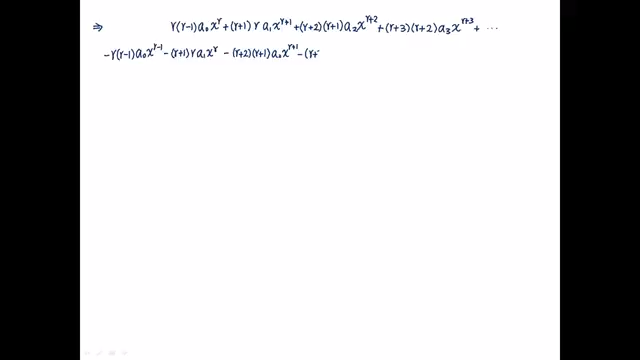 ⇒ r(r-1)a₀x^r + (r+1) r a₁x^{r+1} + (r+2)(r+1)a₂x^{r+2} + (r+3)(r+2)a₃x^{r+3} + ⋯
-r(r-1)a₀x^{r-1} - (r+1)r a₁x^r - (r+2)(r+1)a₀x^{r+1} - (r+